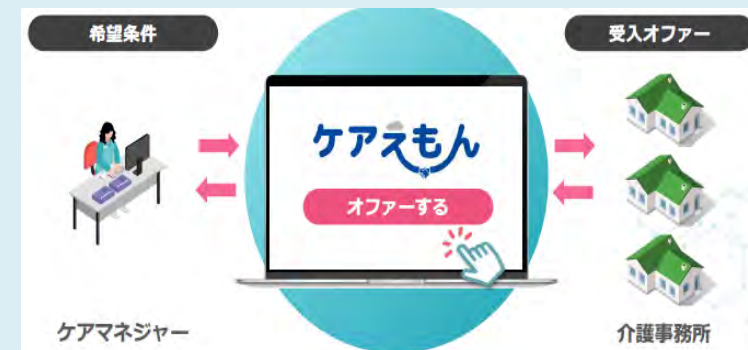 希望条件
受入オファー
ケアえもん
オファーする
ケアマネジャー
介護事務所